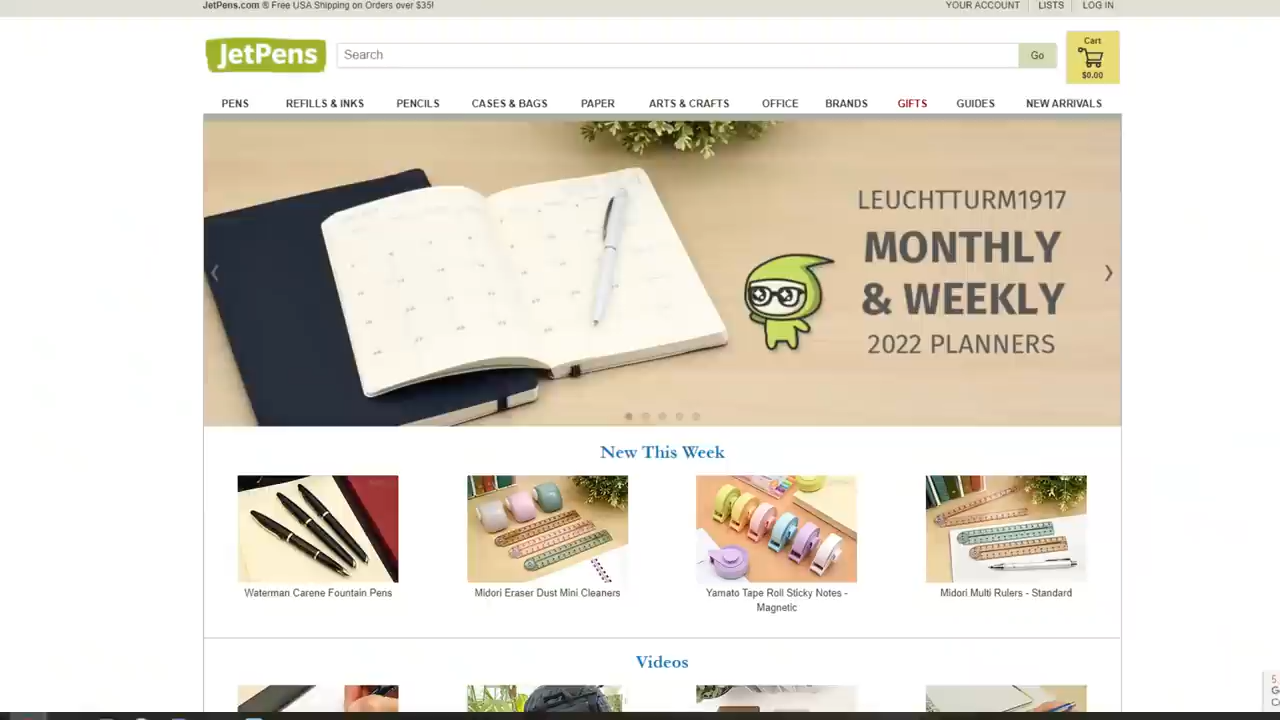 JetPens.com ® Free USA Shipping on Orders over $35!
YOUR ACCOUNT LISTS LOG IN
JetPens
Search
Go
Cart
$0.00
PENS REFILLS & INKS PENCILS CASES & BAGS PAPER ARTS & CRAFTS OFFICE BRANDS GIFTS GUIDES NEW ARRIVALS
LEUCHTTURM1917
MONTHLY
& WEEKLY
2022 PLANNERS
New This Week
Waterman Carene Fountain Pens
Midori Eraser Dust Mini Cleaners
Yamato Tape Roll Sticky Notes -
Magnetic
Midori Multi Rulers - Standard
Videos